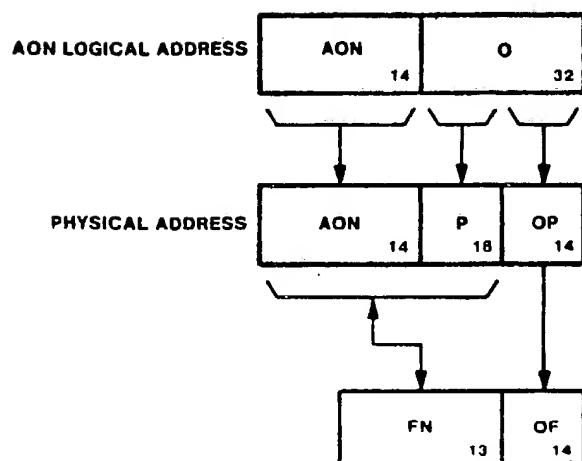 AON LOGICAL ADDRESS AON O
14 32
PHYSICAL ADDRESS AON P OP
14 18 14
FN OF
13 14